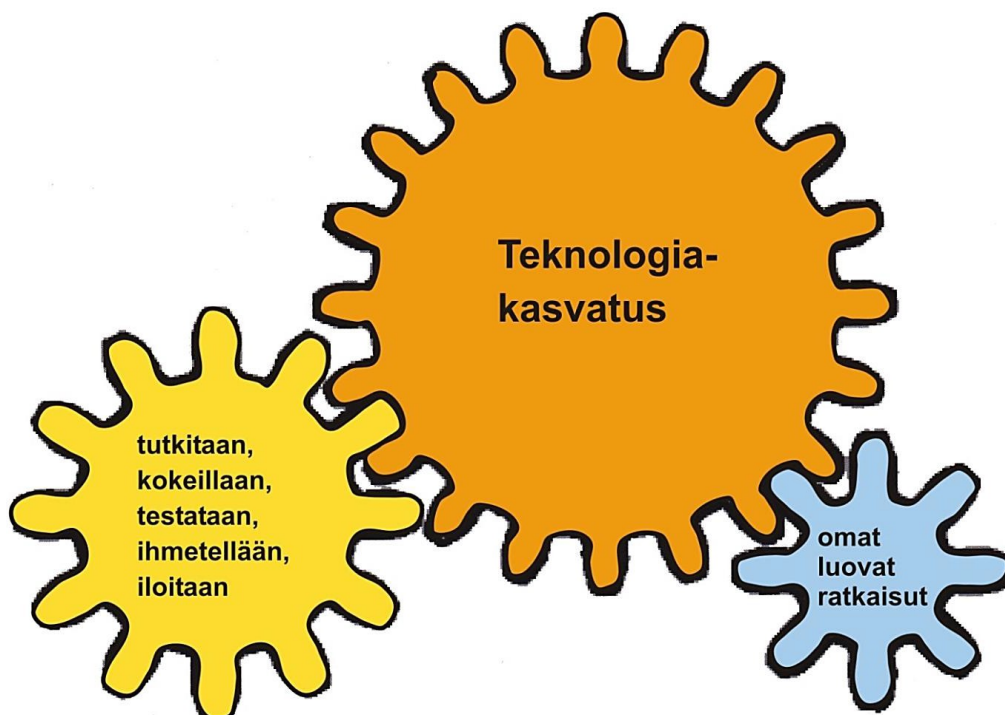 Teknologia-
kasvatus
tutkitaan,
kokeillaan,
testataan,
ihmetellään,
iloitaan
omat
luovat
ratkaisut